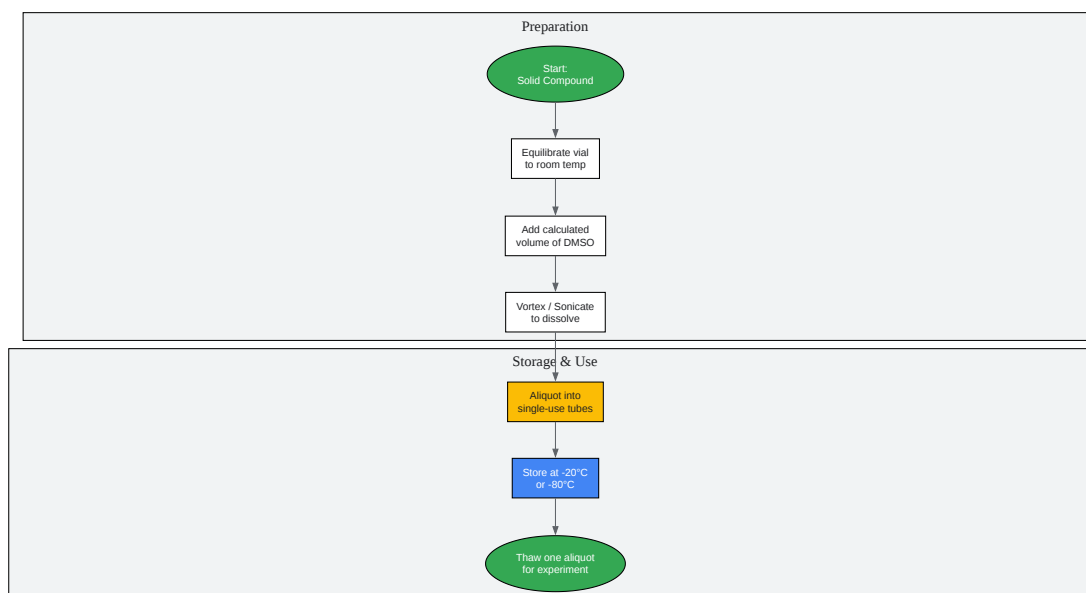 Preparation
Start:
Solid Compound
Equilibrate vial
to room temp
Add calculated
volume of DMSO
Vortex / Sonicate
to dissolve
Storage & Use
Aliquot into
single-use tubes
Store at -20°C
or -80°C
Thaw one aliquot
for experiment